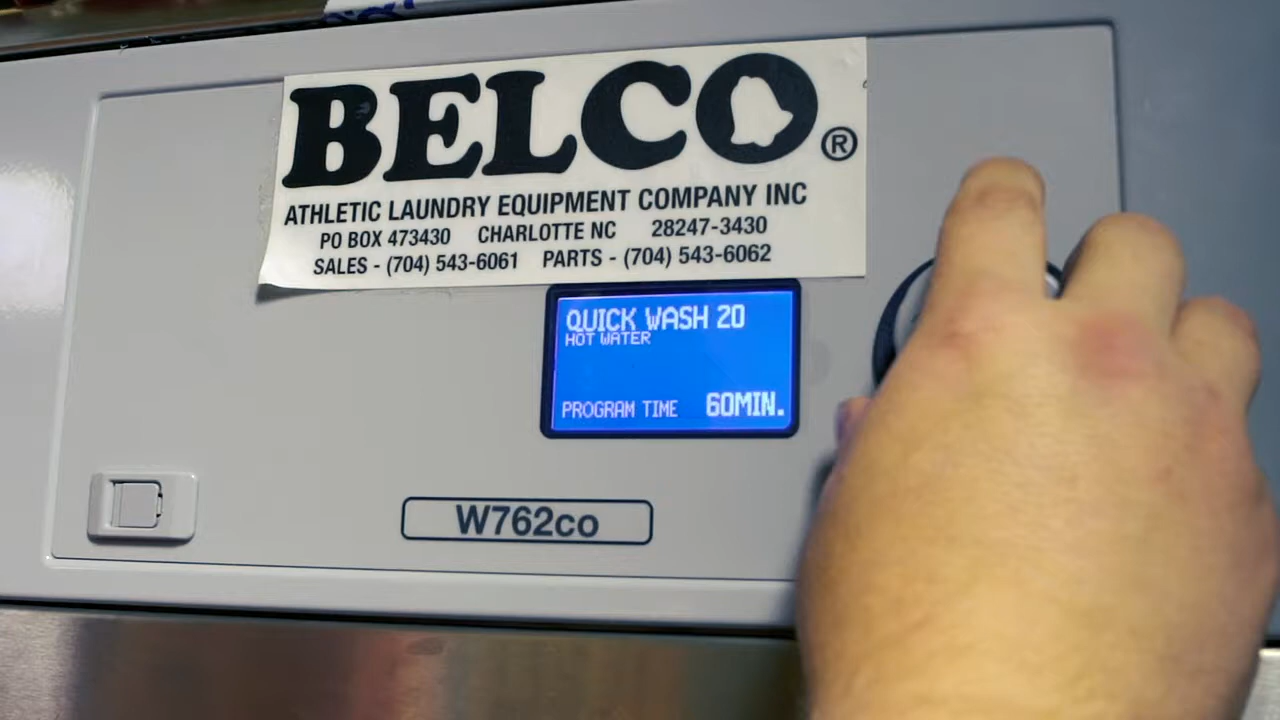 BELCO®
ATHLETIC LAUNDRY EQUIPMENT COMPANY INC
PO BOX 473430 CHARLOTTE NC 28247-3430
SALES - (704) 543-6061 PARTS - (704) 543-6062
QUICK WASH 20
HOT WATER
PROGRAM TIME 60MIN.
W762co